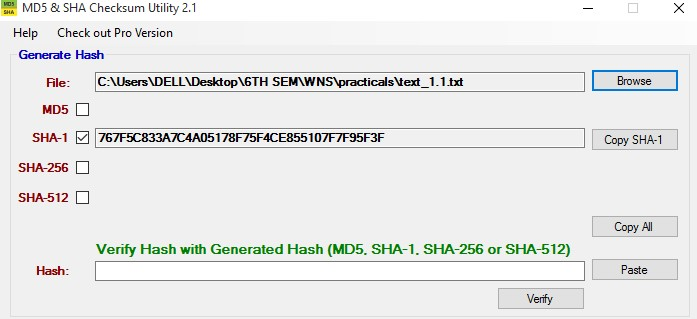 MD5 SHA MD5 & SHA Checksum Utility 2.1
Help Check out Pro Version
Generate Hash
File: C:\Users\DELL\Desktop\6TH SEM\WNS\practicals\text_1.1.txt Browse
MD5
SHA-1 767F5C833A7C4A05178F75F4CE855107F7F95F3F Copy SHA-1
SHA-256
SHA-512
Copy All
Verify Hash with Generated Hash (MD5, SHA-1, SHA-256 or SHA-512)
Hash: Paste
Verify